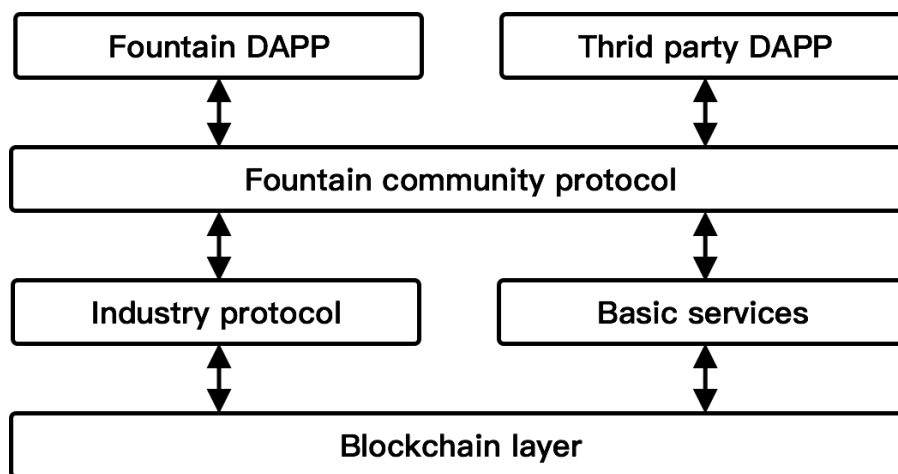 Fountain DAPP
Thrid party DAPP
Fountain community protocol
Industry protocol
Basic services
Blockchain layer